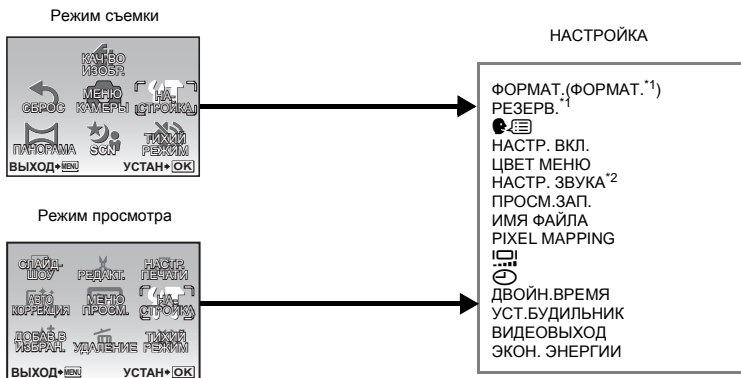 Режим съемки
КАЧ-ВО
ИЗОБР.
СБРОС
МЕНЮ
КАМЕРЫ
НА-
СТРОЙКА
ПАНОРАМА
SCN
ТИХИЙ
РЕЖИМ
ВЫХОД MENU УСТАН OK
Режим просмотра
СЛАЙД-
ШОУ
РЕДАКТ.
НАСТР.
ПЕЧАТИ
АВТО
КОРРЕКЦИЯ
МЕНЮ
ПРОСМ.
НА-
СТРОЙКА
ДОБАВ.В
ИЗБРАН.
УДАЛЕНИЕ
ТИХИЙ
РЕЖИМ
ВЫХОД MENU УСТАН OK
НАСТРОЙКА
ФОРМАТ.(ФОРМАТ.*1)
РЕЗЕРВ.*1
НАСТР. ВКЛ.
ЦВЕТ МЕНЮ
НАСТР. ЗВУКА*2
ПРОСМ.ЗАП.
ИМЯ ФАЙЛА
PIXEL MAPPING
ДВОЙН.ВРЕМЯ
УСТ.БУДИЛЬНИК
ВИДЕОВЫХОД
ЭКОН. ЭНЕРГИИ